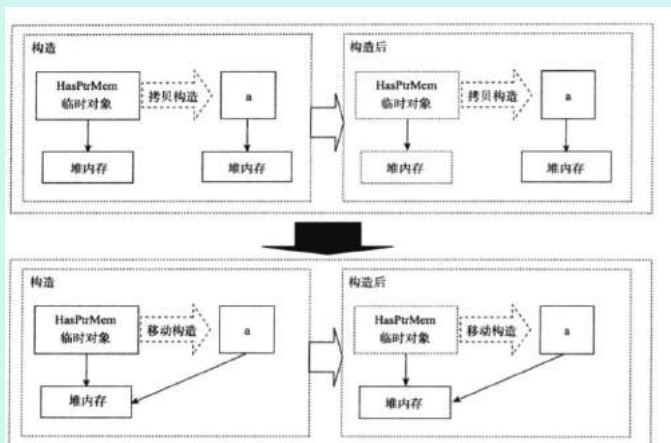 构造
HasPtrMem
临时对象
拷贝构造
a
堆内存
堆内存
构造后
HasPtrMem
临时对象
拷贝构造
a
堆内存
堆内存
构造
HasPtrMem
临时对象
移动构造
a
堆内存
构造后
HasPtrMem
临时对象
移动构造
a
堆内存